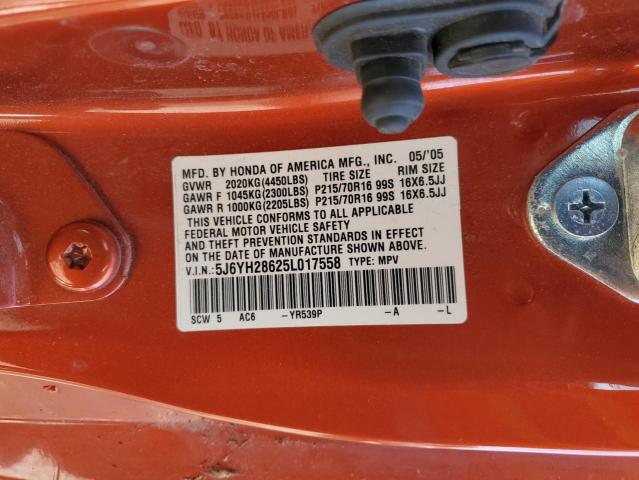 MFD. BY HONDA OF AMERICA MFG., INC. 05/'05
GVWR 2020KG(4450LBS) TIRE SIZE RIM SIZE
GAWR F 1045KG(2300LBS) P215/70R16 99S 16X6.5JJ
GAWR R 1000KG(2205LBS) P215/70R16 99S 16X6.5JJ
THIS VEHICLE CONFORMS TO ALL APPLICABLE
FEDERAL MOTOR VEHICLE SAFETY
AND THEFT PREVENTION STANDARDS IN EFFECT
ON THE DATE OF MANUFACTURE SHOWN ABOVE.
V.I.N.: 5J6YH28625L017558 TYPE: MPV
SCW 5 AC6 -YR539P -A -L